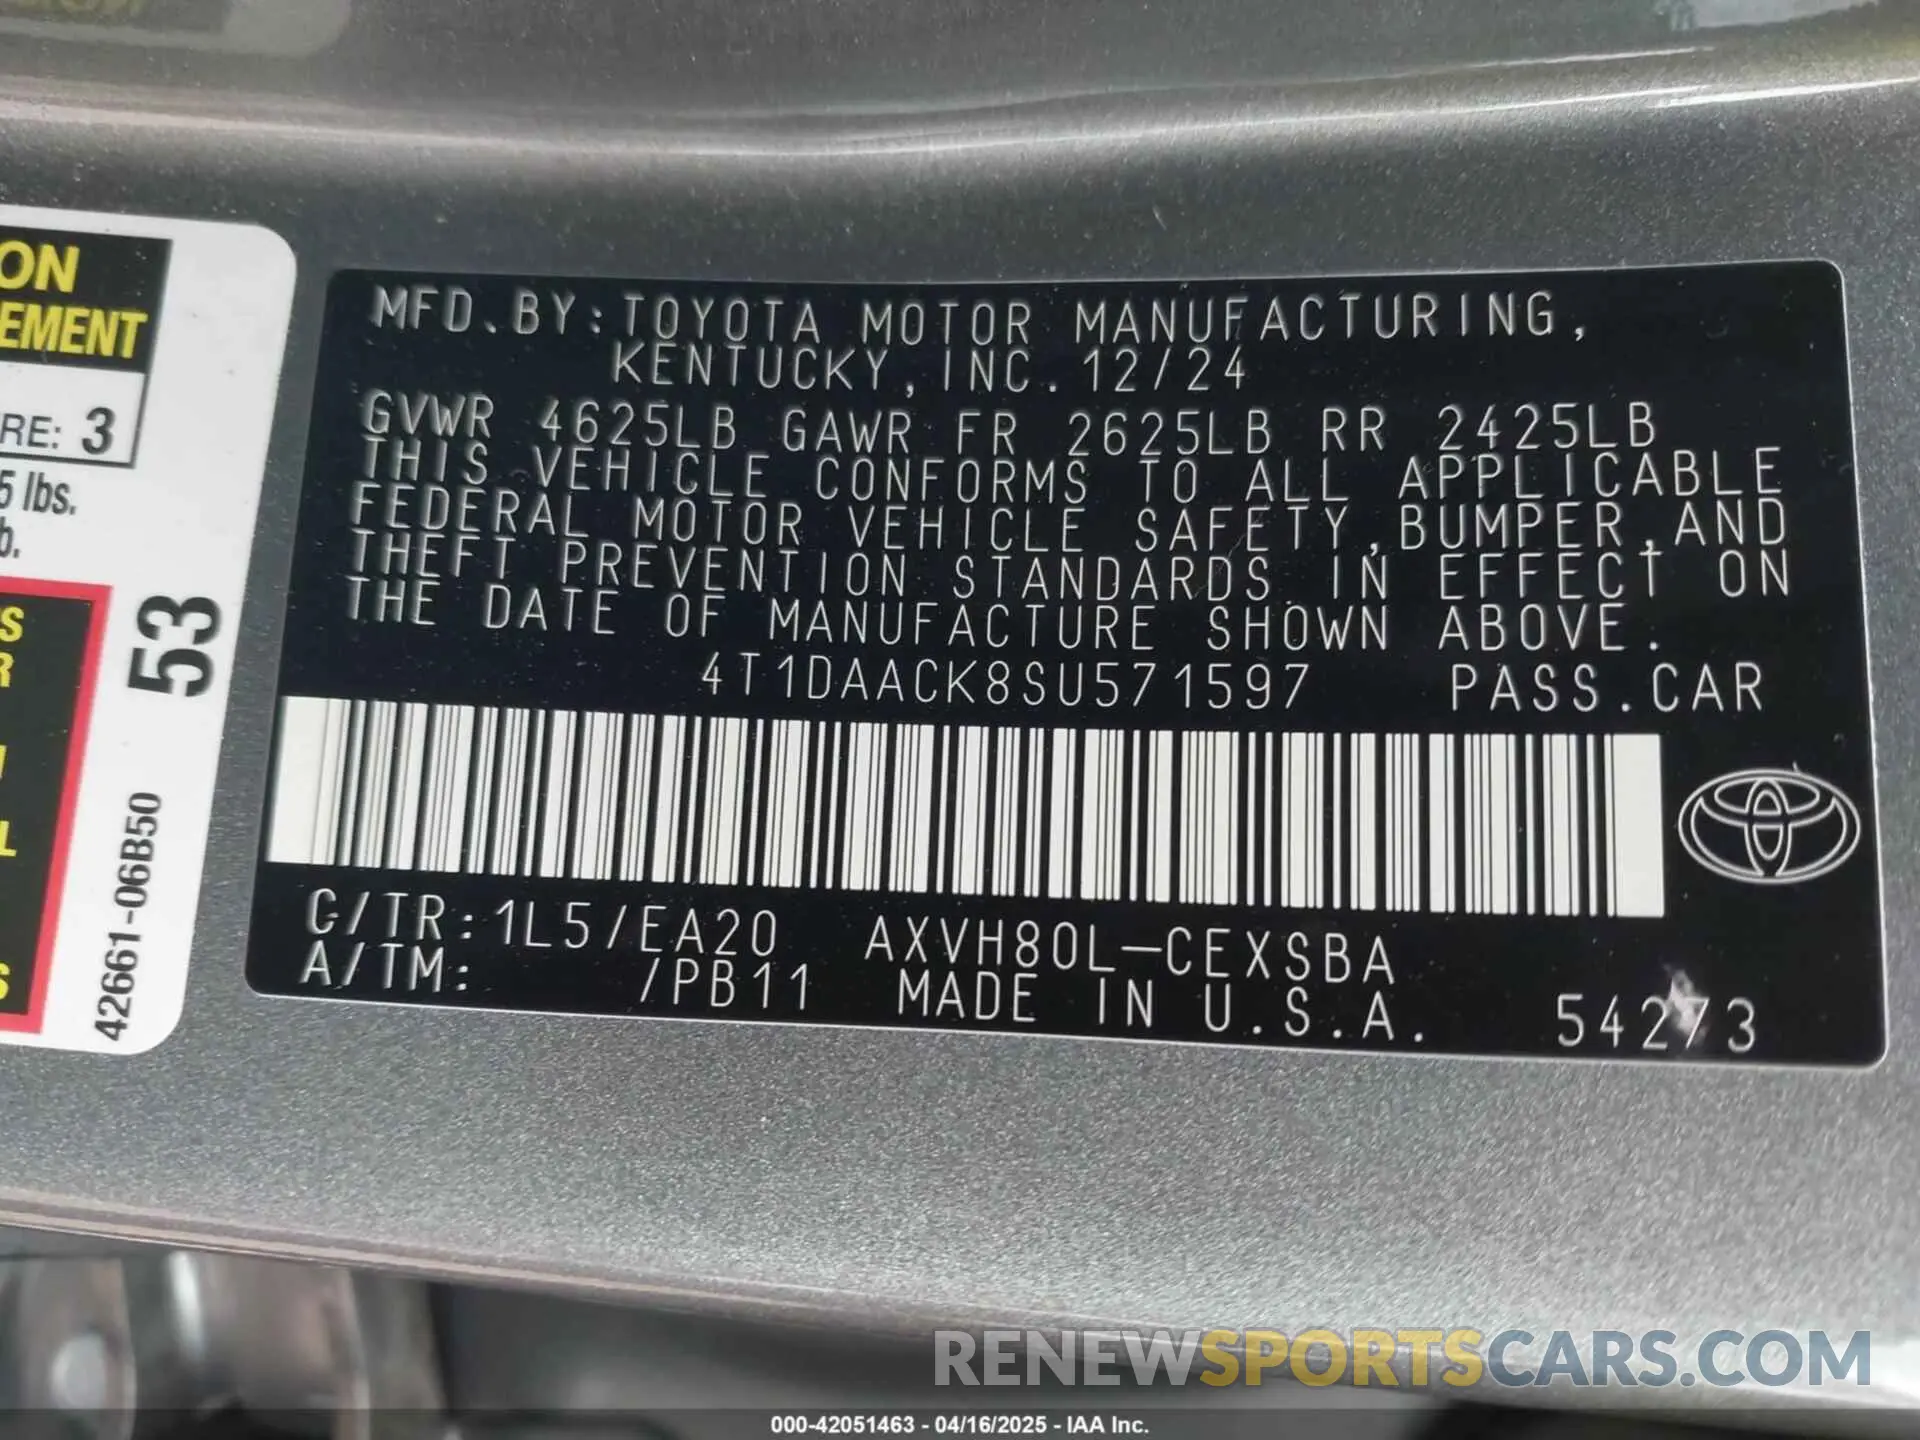 ON
EMENT
RE: 3
5 lbs.
b.
S
R
L
S
53
42661-06B50
MFD.BY:TOYOTA MOTOR MANUFACTURING,
KENTUCKY,INC. 12/24
GVWR 4625LB GAWR FR 2625LB RR 2425LB
THIS VEHICLE CONFORMS TO ALL APPLICABLE
FEDERAL MOTOR VEHICLE SAFETY,BUMPER,AND
THEFT PREVENTION STANDARDS IN EFFECT ON
THE DATE OF MANUFACTURE SHOWN ABOVE.
4T1DAACK8SU571597 PASS.CAR
C/TR:1L5/EA20 AXVH80L-CEXSBA
A/TM: /PB11 MADE IN U.S.A. 54273
RENEWSPORTSCARS.COM
000-42051463 - 04/16/2025 - IAA Inc.